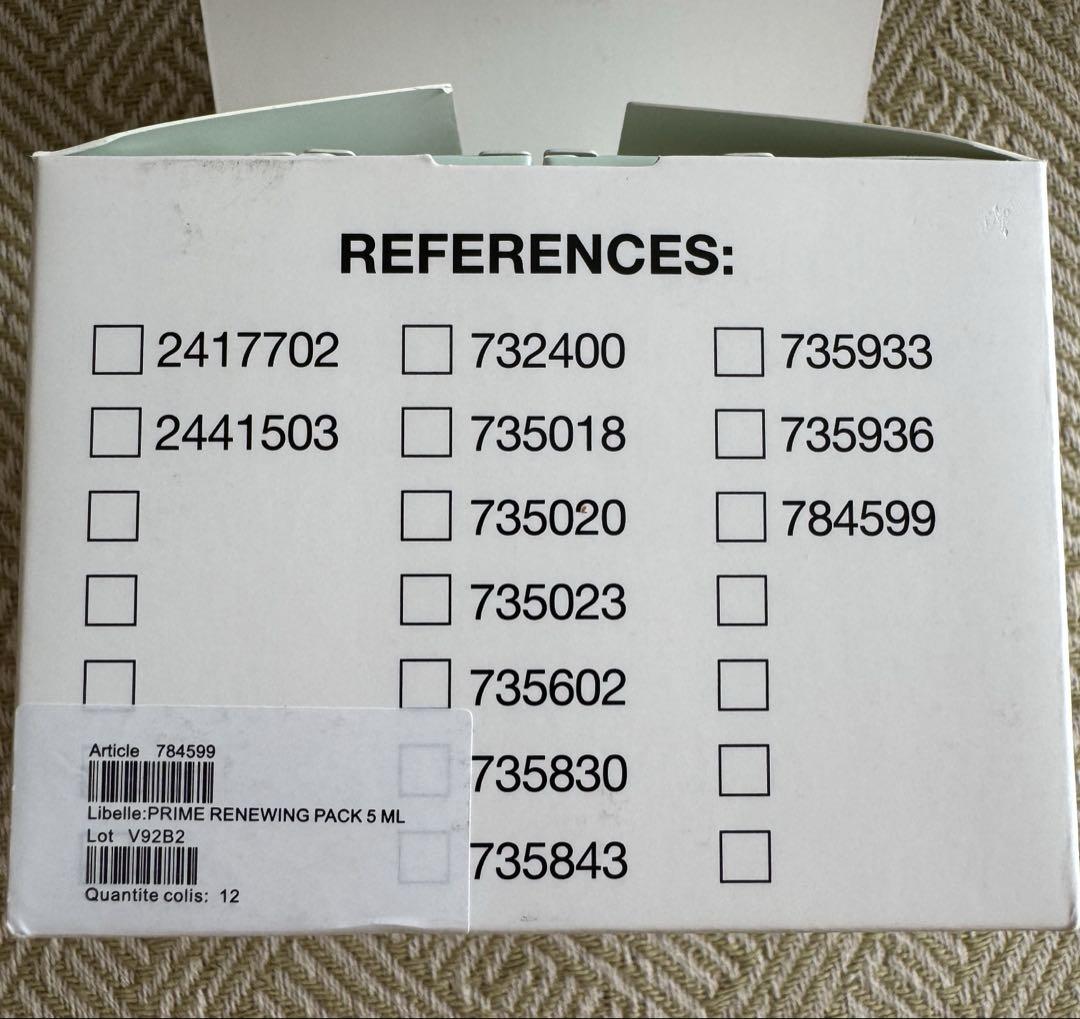 REFERENCES:
2417702
2441503
732400
735018
735020
735023
735602
735830
735843
735933
735936
784599
Article 784599
Libelle:PRIME RENEWING PACK 5 ML
Lot V92B2
Quantite colis: 12